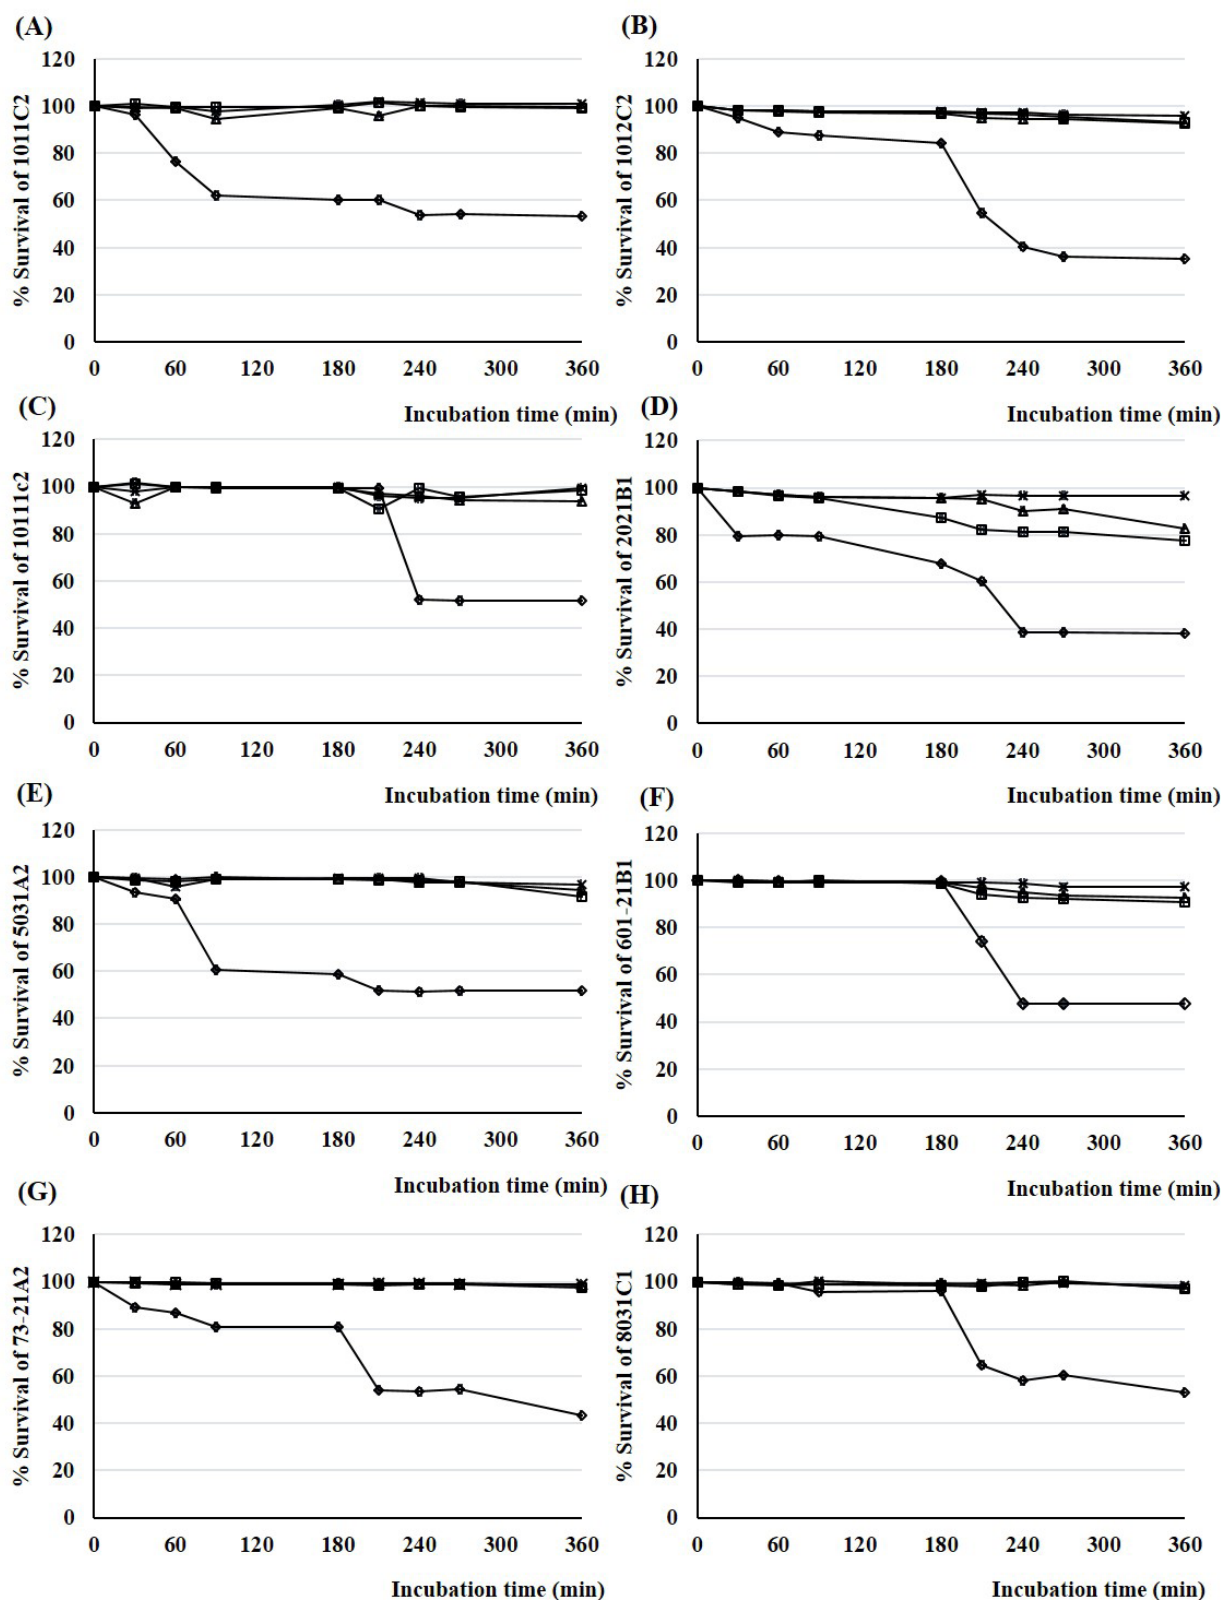 (A)
% Survival of 1011C2
120
100
80
60
40
20
0
0 60 120 180 240 300 360
Incubation time (min)
(B)
% Survival of 1012C2
120
100
80
60
40
20
0
0 60 120 180 240 300 360
Incubation time (min)
(C)
% Survival of 10111c2
120
100
80
60
40
20
0
0 60 120 180 240 300 360
Incubation time (min)
(D)
% Survival of 2021B1
120
100
80
60
40
20
0
0 60 120 180 240 300 360
Incubation time (min)
(E)
% Survival of 5031A2
120
100
80
60
40
20
0
0 60 120 180 240 300 360
Incubation time (min)
(F)
% Survival of 601-21B1
120
100
80
60
40
20
0
0 60 120 180 240 300 360
Incubation time (min)
(G)
% Survival of 73-21A2
120
100
80
60
40
20
0
0 60 120 180 240 300 360
Incubation time (min)
(H)
% Survival of 8031C1
120
100
80
60
40
20
0
0 60 120 180 240 300 360
Incubation time (min)